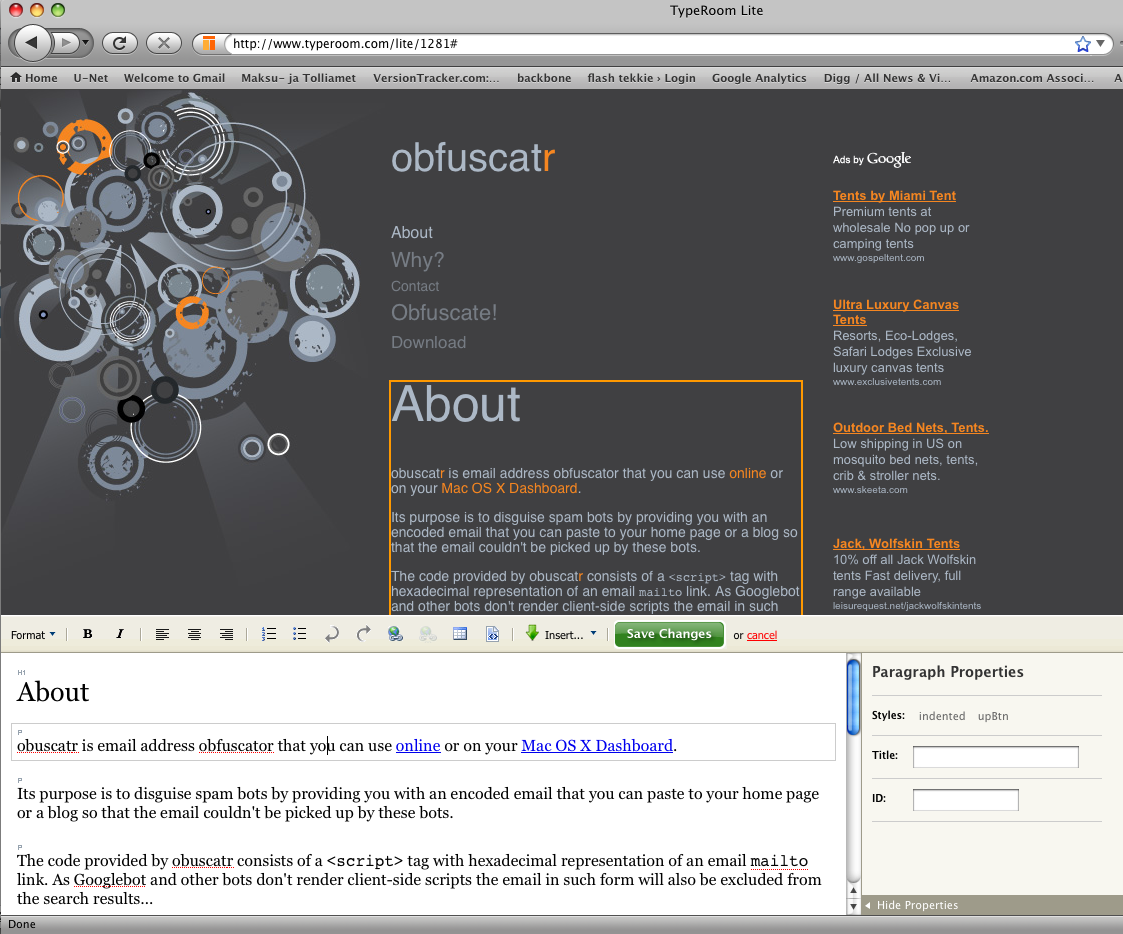 TypeRoom Lite
http://www.typeroom.com/lite/1281#
Home U-Net Welcome to Gmail Maksu- ja Tolliamet VersionTracker.com:... backbone flash tekkie › Login Google Analytics Digg / All News & Vi... Amazon.com Associ... A
obfuscatr
About
Why?
Contact
Obfuscate!
Download
About
obuscatr is email address obfuscator that you can use online or
on your Mac OS X Dashboard.
Its purpose is to disguise spam bots by providing you with an
encoded email that you can paste to your home page or a blog so
that the email couldn't be picked up by these bots.
The code provided by obuscatr consists of a <script> tag with
hexadecimal representation of an email mailto link. As Googlebot
and other bots don't render client-side scripts the email in such
Ads by Google
Tents by Miami Tent
Premium tents at
wholesale No pop up or
camping tents
www.gospeltent.com
Ultra Luxury Canvas
Tents
Resorts, Eco-Lodges,
Safari Lodges Exclusive
luxury canvas tents
www.exclusivetents.com
Outdoor Bed Nets, Tents.
Low shipping in US on
mosquito bed nets, tents,
crib & stroller nets.
www.skeeta.com
Jack, Wolfskin Tents
10% off all Jack Wolfskin
tents Fast delivery, full
range available
leisurequest.net/jackwolfskintents
Format B I Insert... Save Changes or cancel
H1
About
P
obuscatr is email address obfuscator that you can use online or on your Mac OS X Dashboard.
P
Its purpose is to disguise spam bots by providing you with an encoded email that you can paste to your home page
or a blog so that the email couldn't be picked up by these bots.
P
The code provided by obuscatr consists of a <script> tag with hexadecimal representation of an email mailto
link. As Googlebot and other bots don't render client-side scripts the email in such form will also be excluded from
the search results...
Paragraph Properties
Styles: indented upBtn
Title:
ID:
Hide Properties
Done